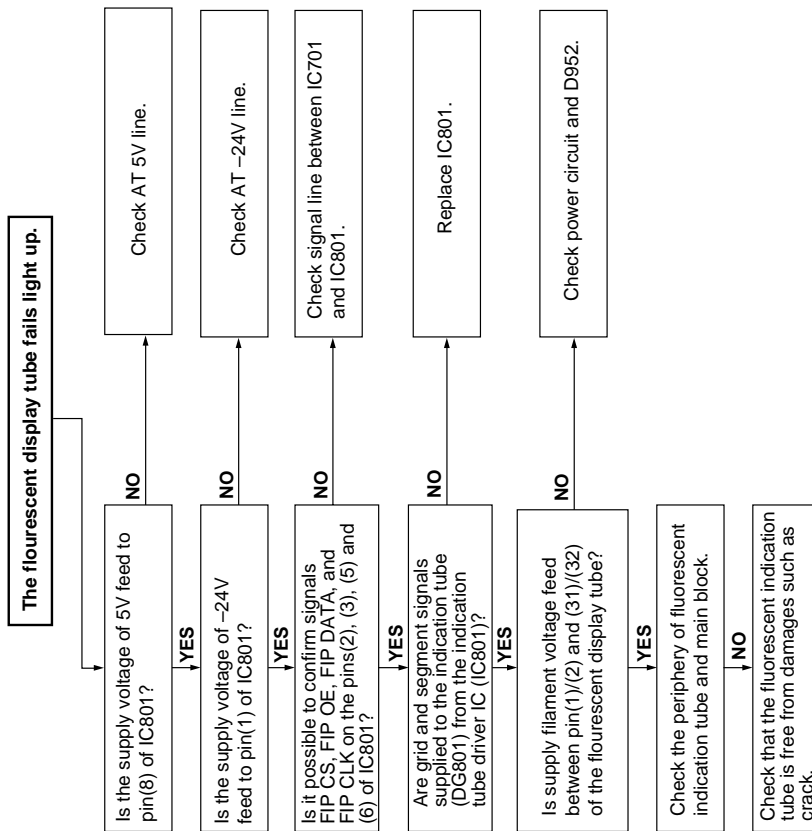 The flourescent display tube fails light up.
Is the supply voltage of 5V feed to
pin(8) of IC801?
NO
Check AT 5V line.
YES
Is the supply voltage of –24V
feed to pin(1) of IC801?
NO
Check AT –24V line.
YES
Is it possible to confirm signals
FIP CS, FIP OE, FIP DATA, and
FIP CLK on the pins(2), (3), (5) and
(6) of IC801?
NO
Check signal line between IC701
and IC801.
YES
Are grid and segment signals
supplied to the indication tube
(DG801) from the indication
tube driver IC (IC801)?
NO
Replace IC801.
YES
Is supply filament voltage feed
between pin(1)/(2) and (31)/(32)
of the flourescent display tube?
NO
Check power circuit and D952.
YES
Check the periphery of fluorescent
indication tube and main block.
NO
Check that the fluorescent indication
tube is free from damages such as
crack.